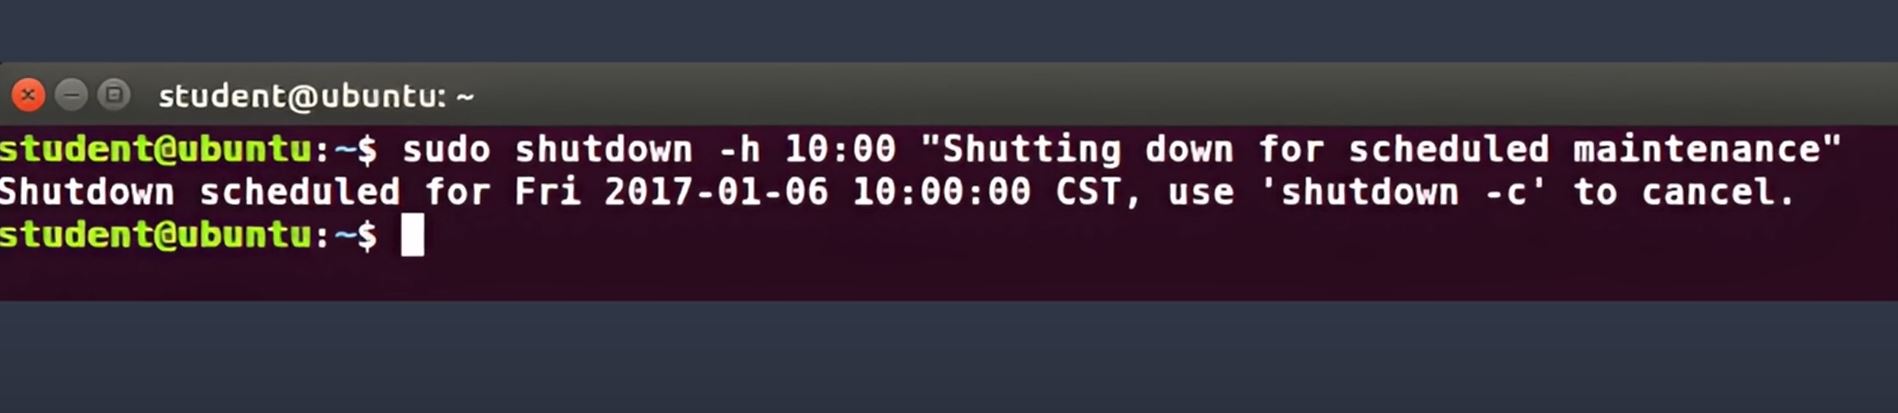 student@ubuntu: ~
student@ubuntu:~$ sudo shutdown -h 10:00 "Shutting down for scheduled maintenance"
Shutdown scheduled for Fri 2017-01-06 10:00:00 CST, use 'shutdown -c' to cancel.
student@ubuntu:~$